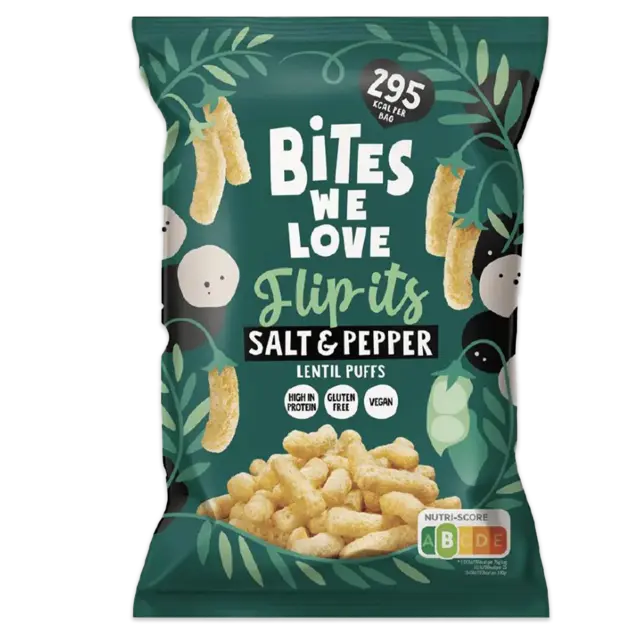 295
KCAL PER
BAG
BiTES
WE
LOVE
Flip its
SALT & PEPPER
LENTIL PUFFS
HIGH IN
PROTEIN
GLUTEN
FREE
VEGAN
NUTRI-SCORE
A B C D E